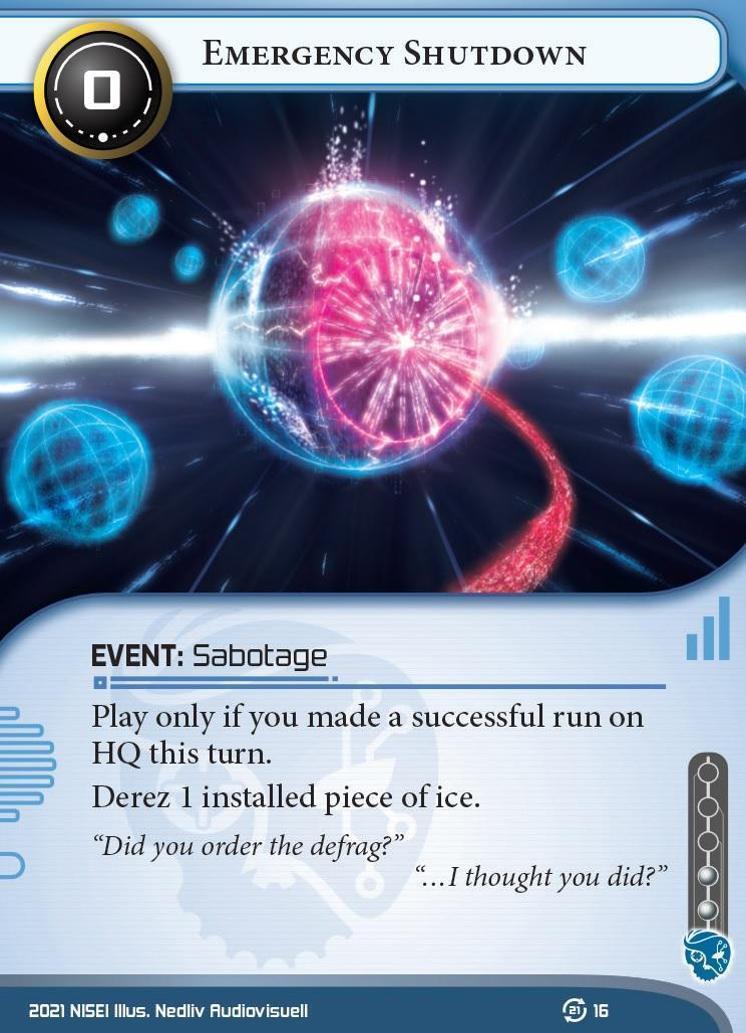 0
Emergency Shutdown
EVENT: Sabotage
Play only if you made a successful run on
HQ this turn.
Derez 1 installed piece of ice.
“Did you order the defrag?”
“…I thought you did?”
2021 NISEI Illus. Nedliv Audiovisuell
21 16